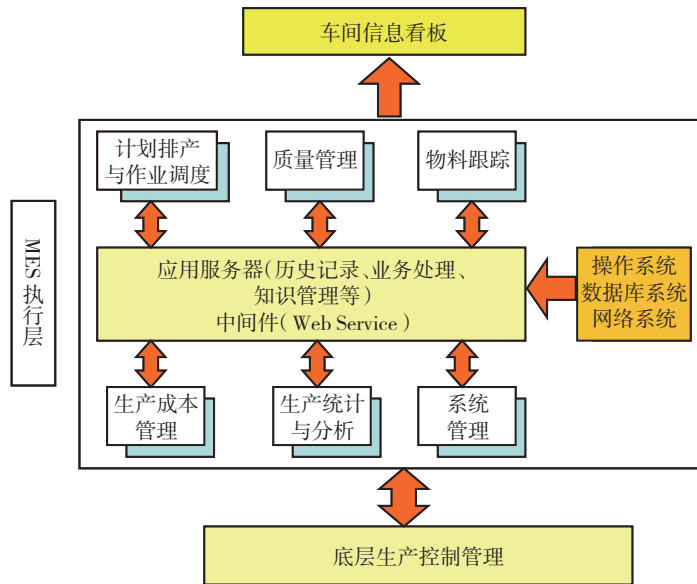 车间信息看板
计划排产
与作业调度
质量管理
物料跟踪
MES 执行层
应用服务器(历史记录、业务处理、
知识管理等)
中间件( Web Service )
操作系统
数据库系统
网络系统
生产成本
管理
生产统计
与分析
系统
管理
底层生产控制管理